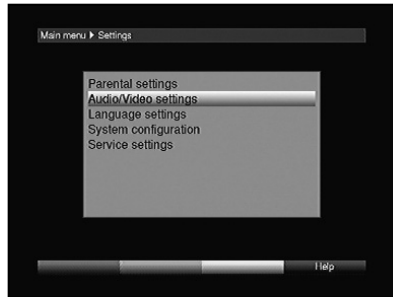 Main menu ▶ Settings
Parental settings
Audio/Video settings
Language settings
System configuration
Service settings
Help